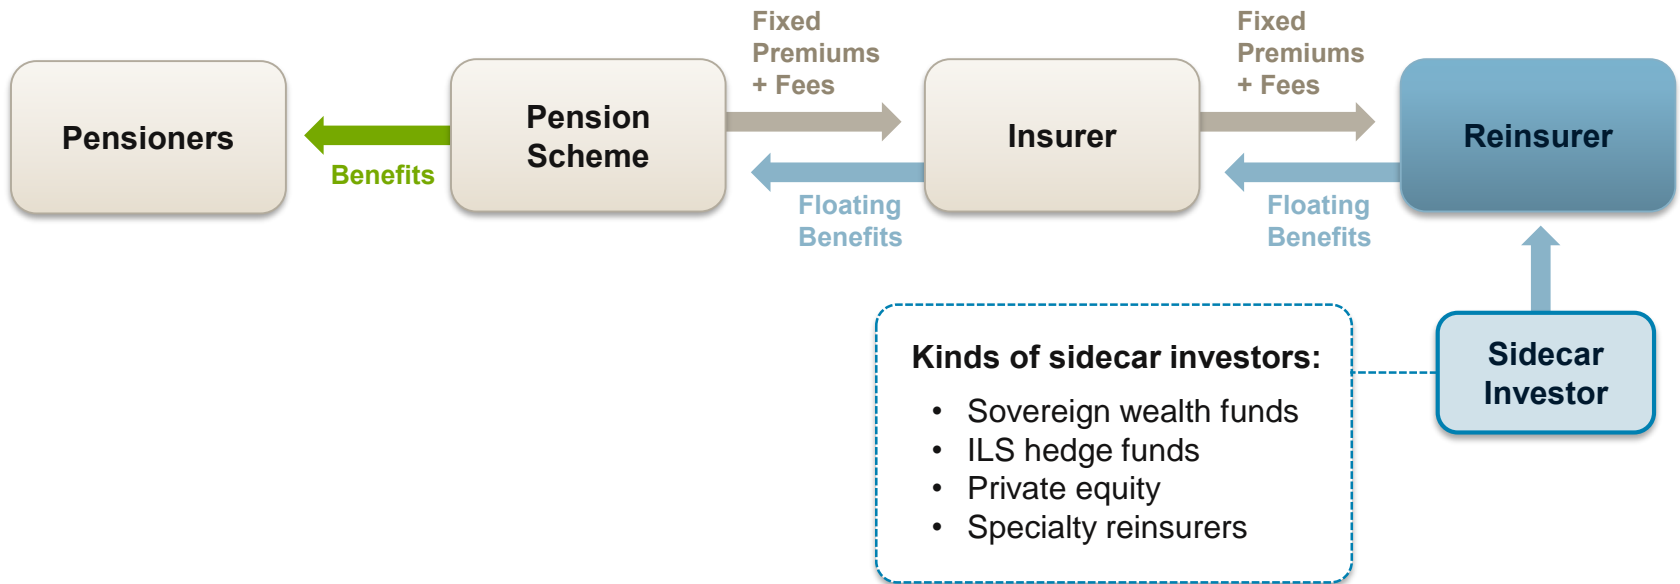 Pensioners
Benefits
Pension
Scheme
Fixed
Premiums
+ Fees
Floating
Benefits
Insurer
Fixed
Premiums
+ Fees
Floating
Benefits
Reinsurer
Kinds of sidecar investors:
• Sovereign wealth funds
• ILS hedge funds
• Private equity
• Specialty reinsurers
Sidecar
Investor